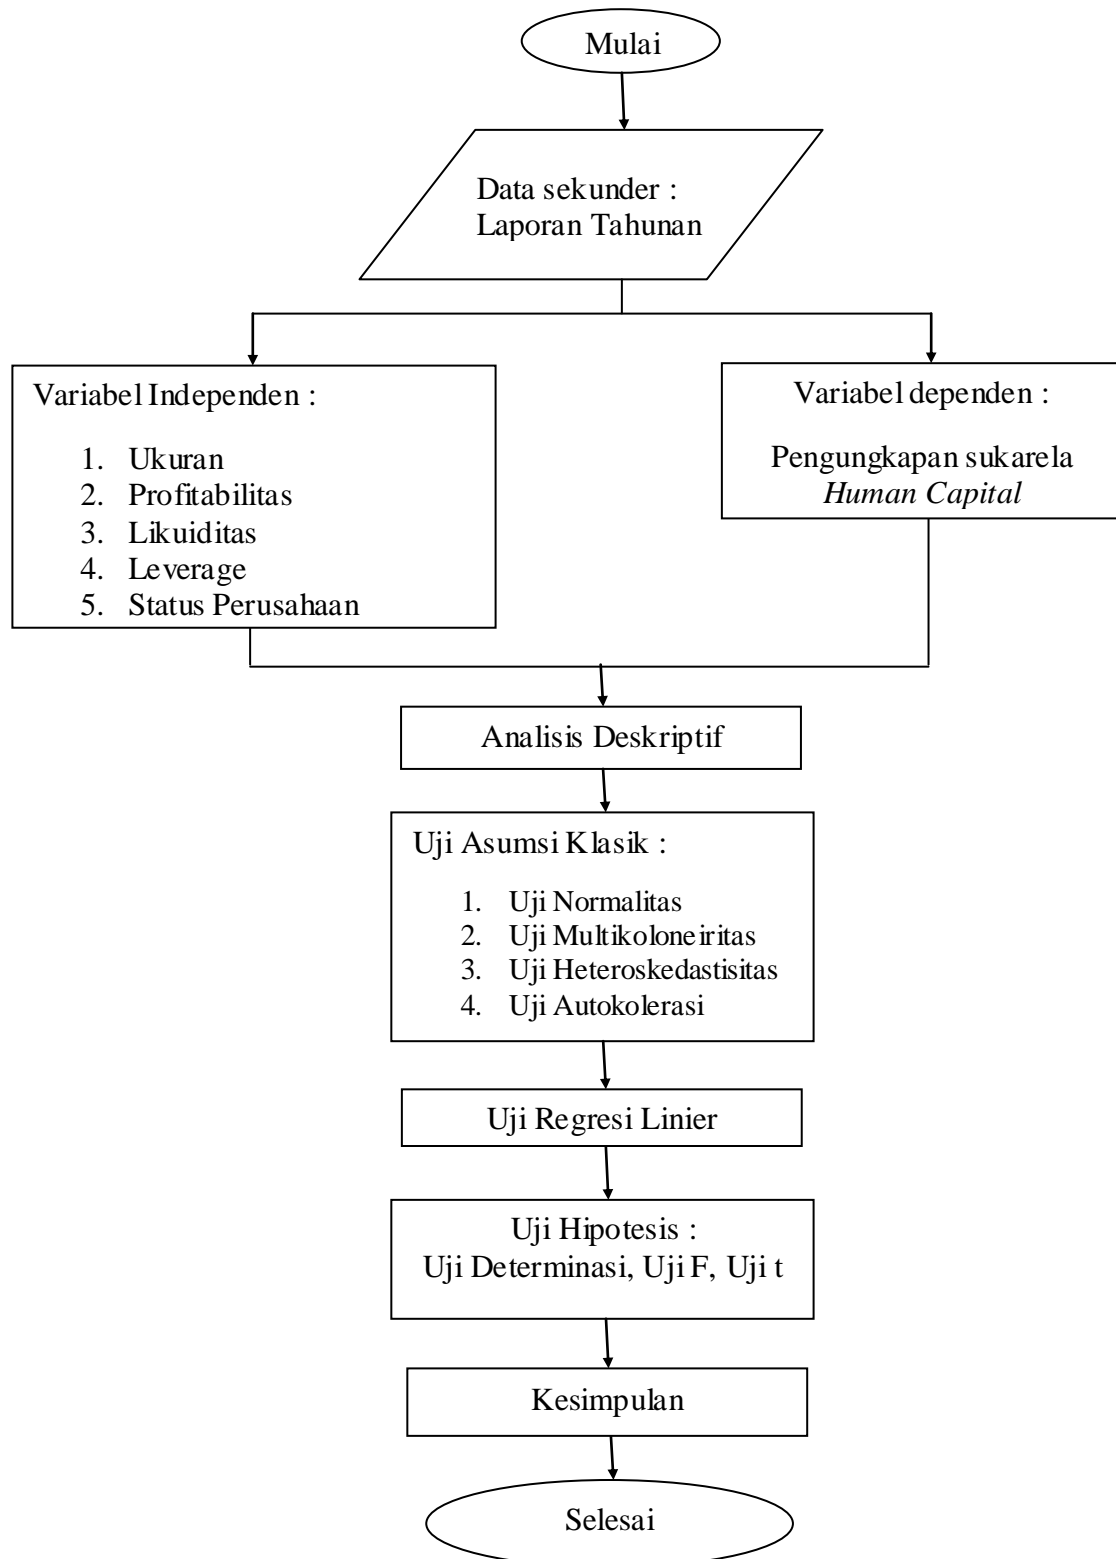 Mulai
Data sekunder :
Laporan Tahunan
Variabel Independen :
1. Ukuran
2. Profitabilitas
3. Likuiditas
4. Leverage
5. Status Perusahaan
Variabel dependen :
Pengungkapan sukarela
Human Capital
Analisis Deskriptif
Uji Asumsi Klasik :
1. Uji Normalitas
2. Uji Multikoloneiritas
3. Uji Heteroskedastisitas
4. Uji Autokolerasi
Uji Regresi Linier
Uji Hipotesis :
Uji Determinasi, Uji F, Uji t
Kesimpulan
Selesai